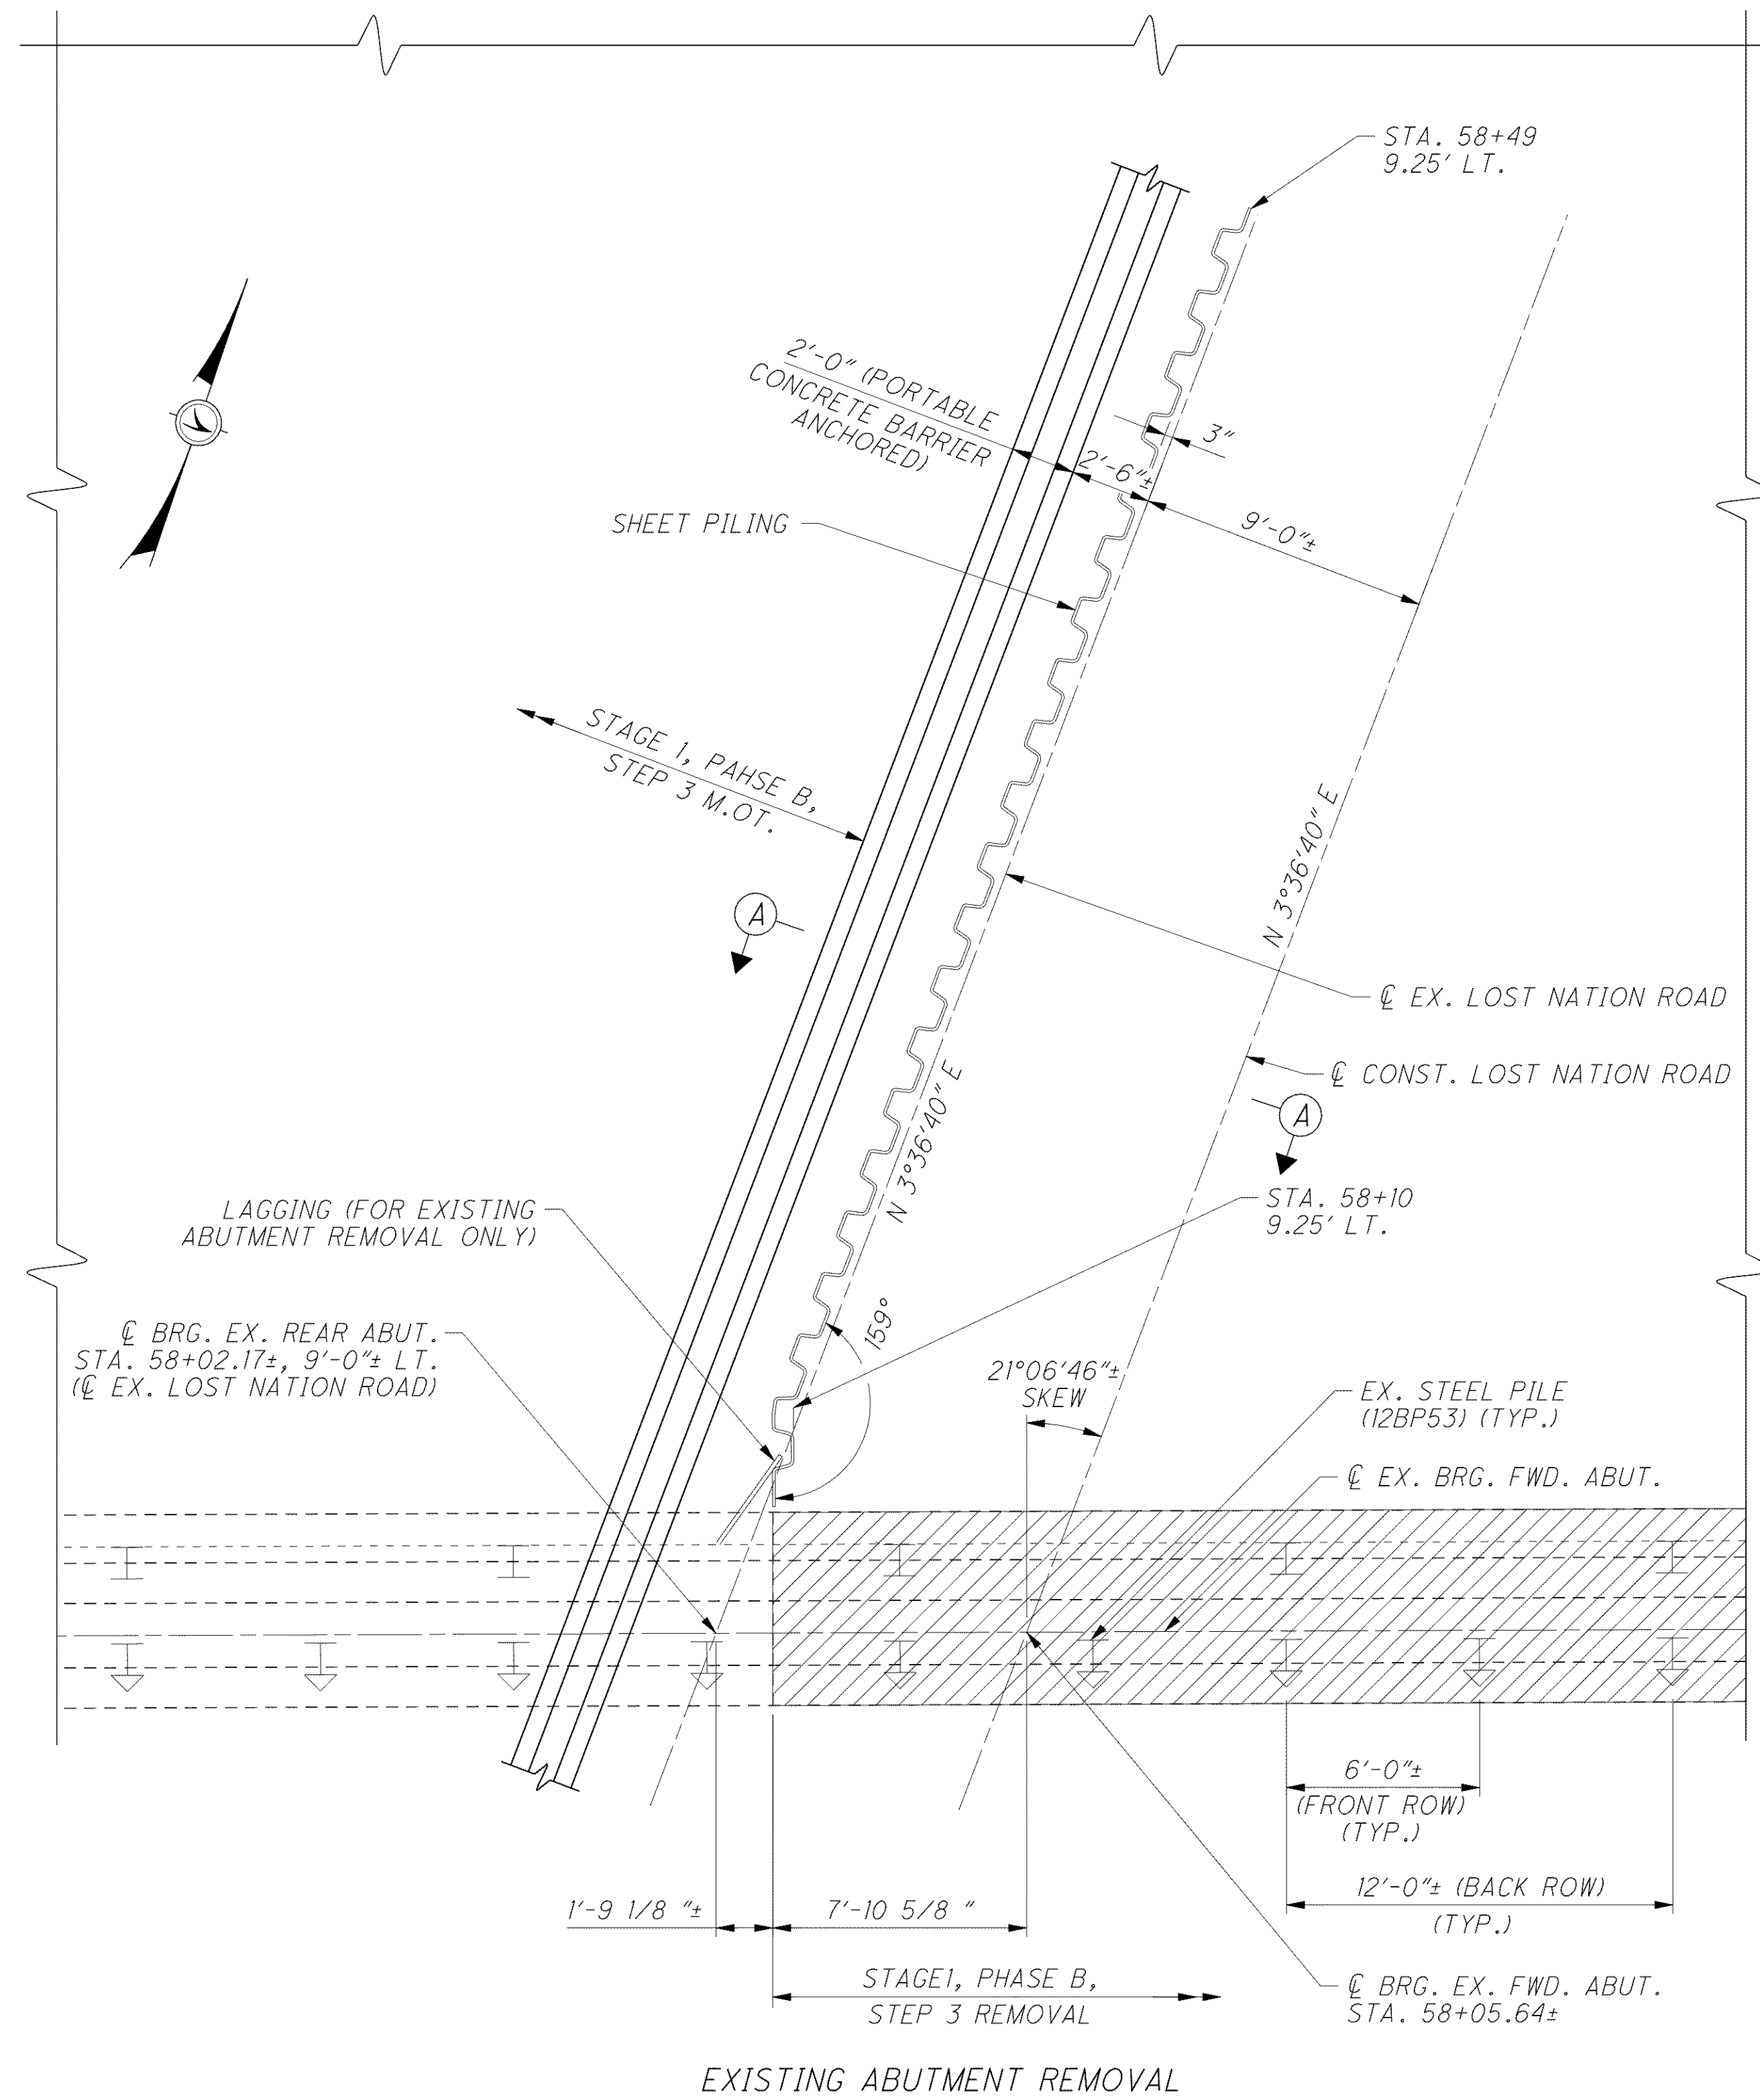 STA. 58+49
9.25' LT.
2'-0" (PORTABLE
CONCRETE BARRIER
ANCHORED)
3"
2'-6"±
9'-0"±
SHEET PILING
STAGE 1, PAHSE B,
STEP 3 M.OT.
A
N 3°36'40" E
℄ EX. LOST NATION ROAD
℄ CONST. LOST NATION ROAD
A
N 3°36'40" E
LAGGING (FOR EXISTING
ABUTMENT REMOVAL ONLY)
STA. 58+10
9.25' LT.
159°
℄ BRG. EX. REAR ABUT.
STA. 58+02.17±, 9'-0"± LT.
(℄ EX. LOST NATION ROAD)
21°06'46"±
SKEW
EX. STEEL PILE
(12BP53) (TYP.)
℄ EX. BRG. FWD. ABUT.
6'-0"±
(FRONT ROW)
(TYP.)
12'-0"± (BACK ROW)
(TYP.)
1'-9 1/8 "±
7'-10 5/8 "
STAGE1, PHASE B,
STEP 3 REMOVAL
℄ BRG. EX. FWD. ABUT.
STA. 58+05.64±
EXISTING ABUTMENT REMOVAL